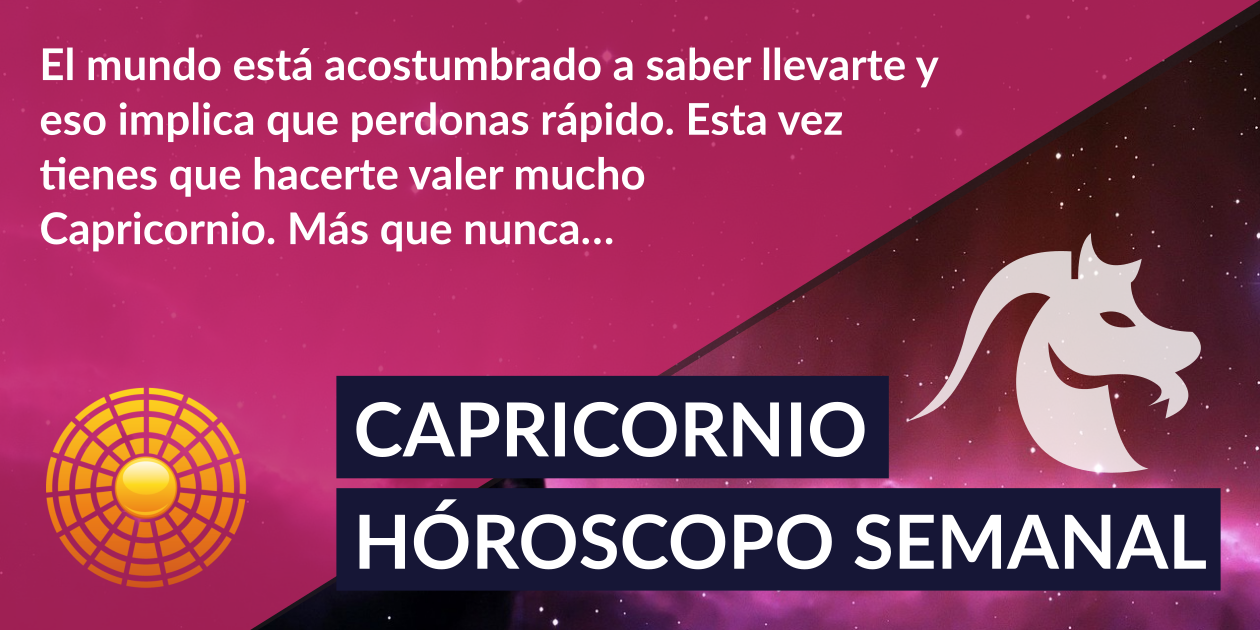 El mundo está acostumbrado a saber llevarte y
eso implica que perdonas rápido. Esta vez
tienes que hacerte valer mucho
Capricornio. Más que nunca...
CAPRICORNIO
HÓROSCOPO SEMANAL